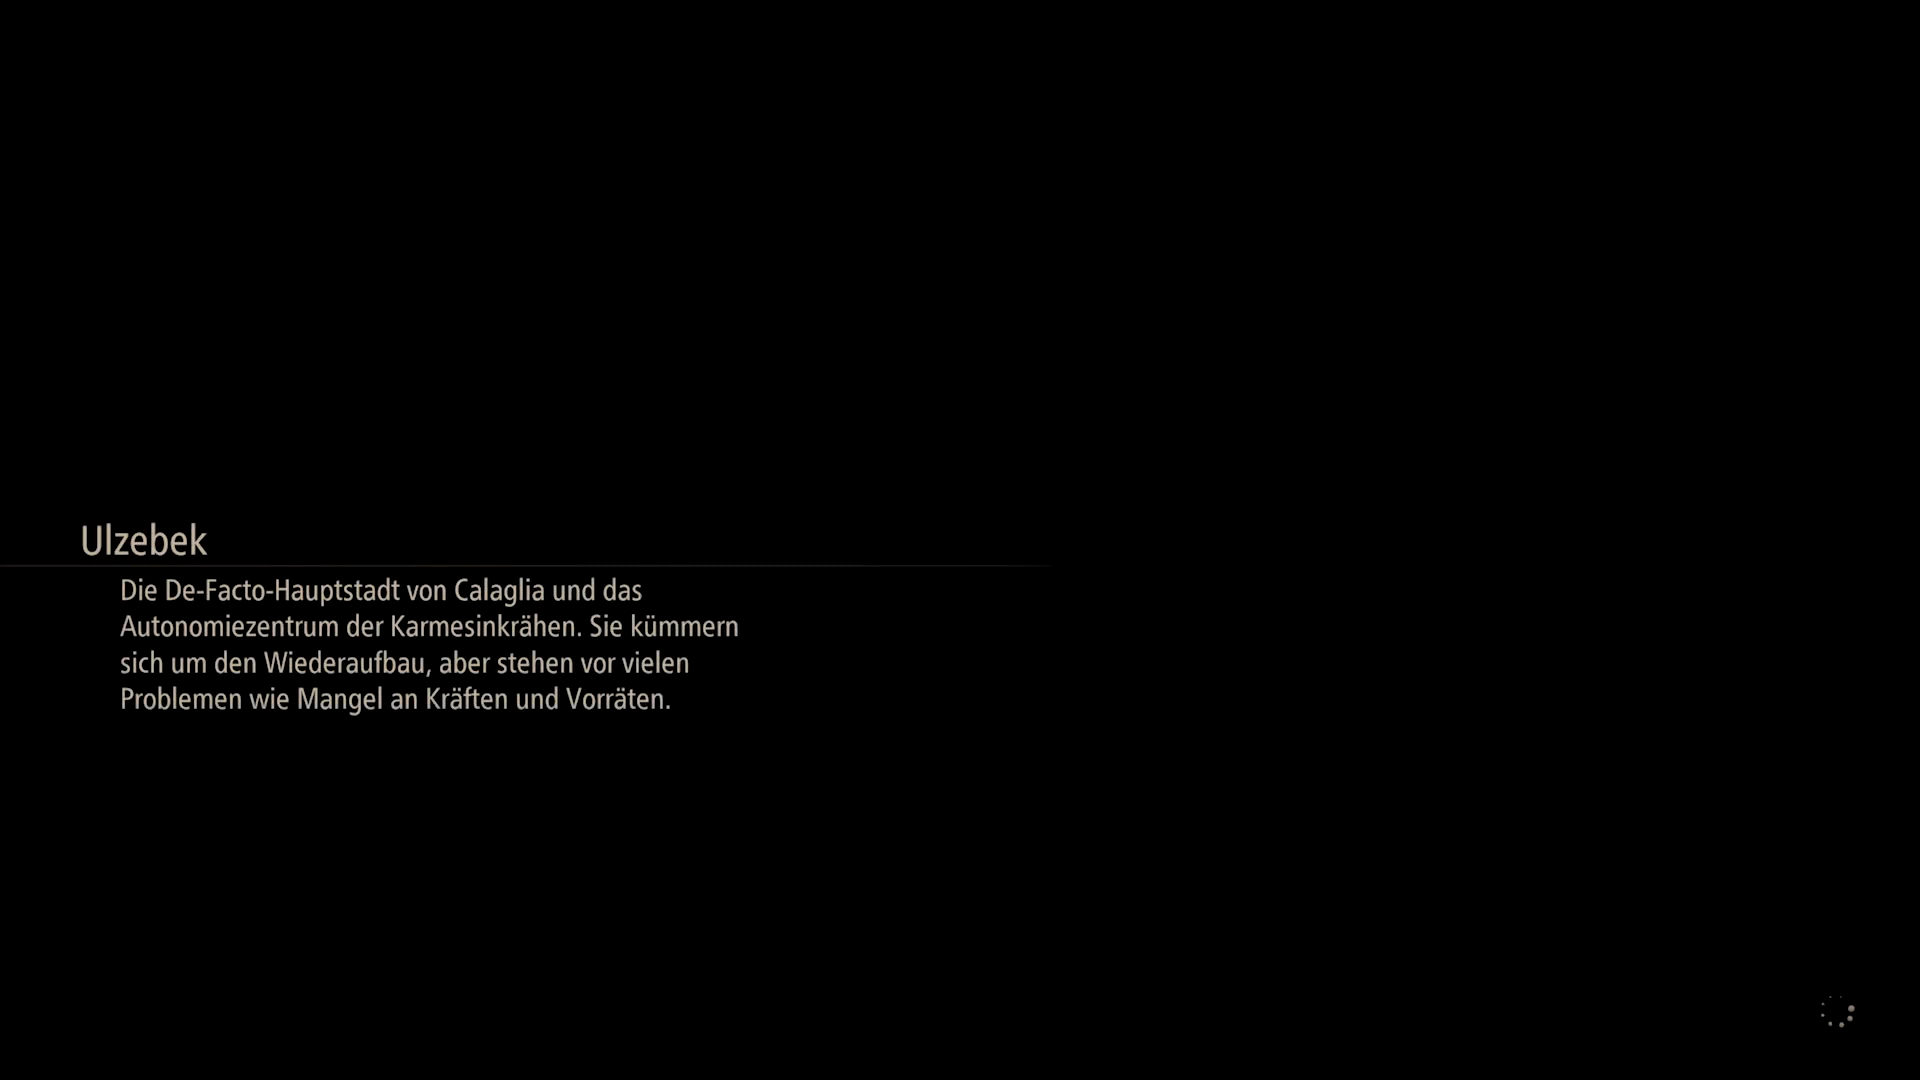 Ulzebek
Die De-Facto-Hauptstadt von Calaglia und das
Autonomiezentrum der Karmesinkrähen. Sie kümmern
sich um den Wiederaufbau, aber stehen vor vielen
Problemen wie Mangel an Kräften und Vorräten.